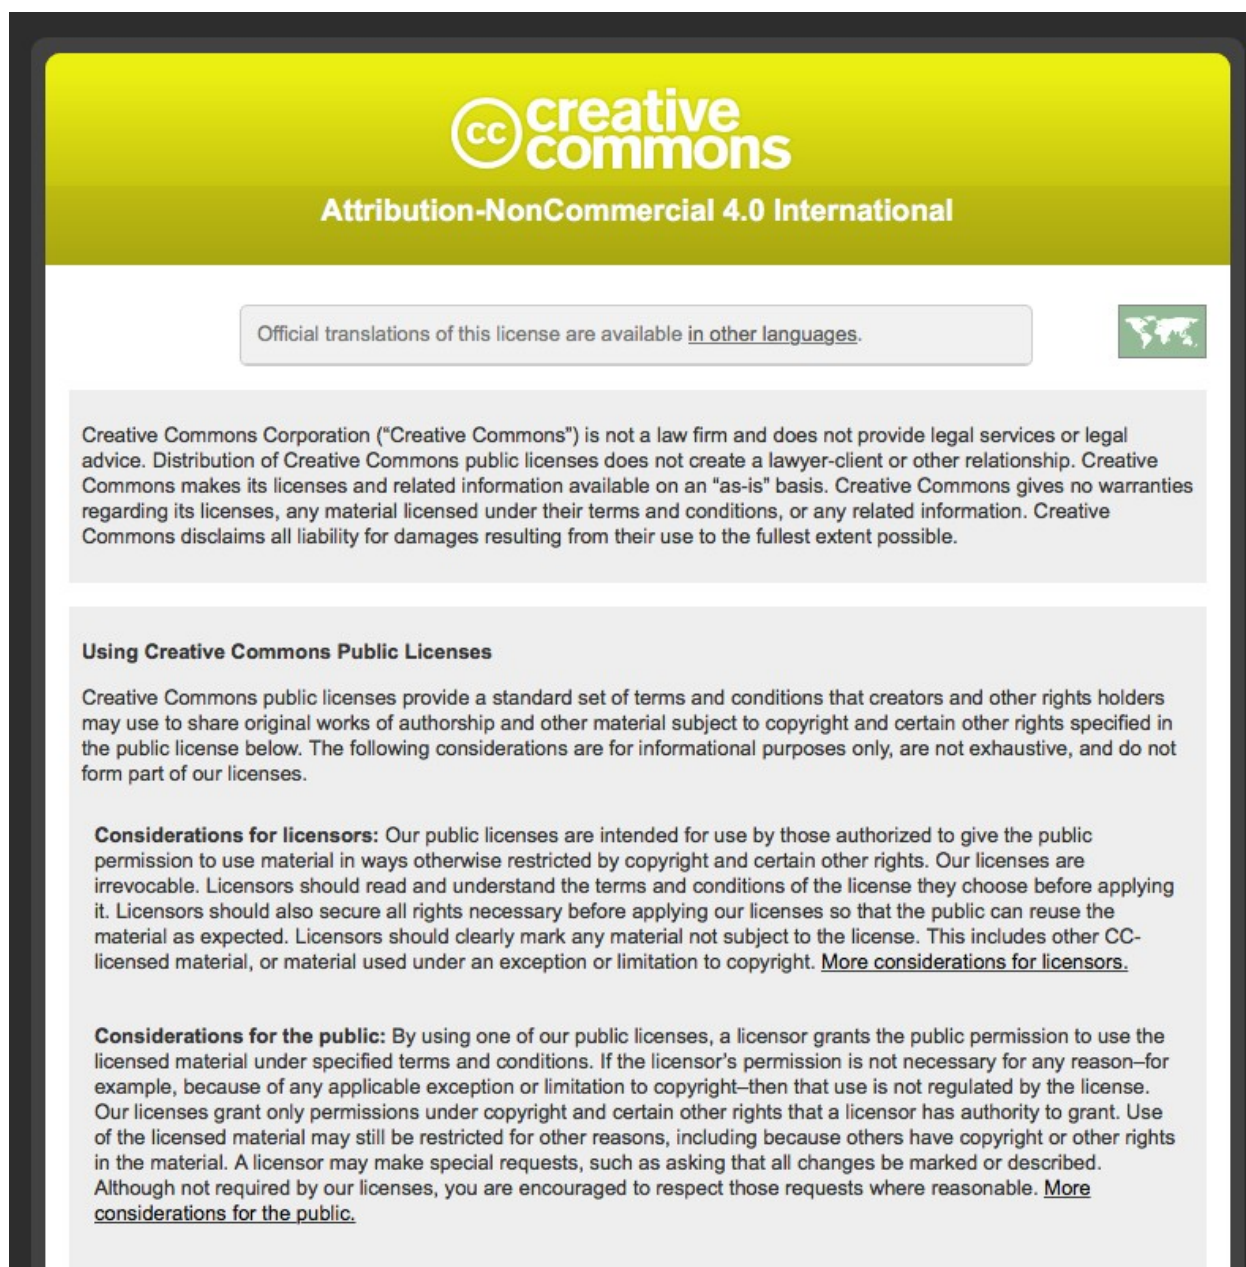 cc creative
commons
Attribution-NonCommercial 4.0 International
Official translations of this license are available in other languages.
Creative Commons Corporation (“Creative Commons”) is not a law firm and does not provide legal services or legal
advice. Distribution of Creative Commons public licenses does not create a lawyer-client or other relationship. Creative
Commons makes its licenses and related information available on an “as-is” basis. Creative Commons gives no warranties
regarding its licenses, any material licensed under their terms and conditions, or any related information. Creative
Commons disclaims all liability for damages resulting from their use to the fullest extent possible.
Using Creative Commons Public Licenses
Creative Commons public licenses provide a standard set of terms and conditions that creators and other rights holders
may use to share original works of authorship and other material subject to copyright and certain other rights specified in
the public license below. The following considerations are for informational purposes only, are not exhaustive, and do not
form part of our licenses.
Considerations for licensors: Our public licenses are intended for use by those authorized to give the public
permission to use material in ways otherwise restricted by copyright and certain other rights. Our licenses are
irrevocable. Licensors should read and understand the terms and conditions of the license they choose before applying
it. Licensors should also secure all rights necessary before applying our licenses so that the public can reuse the
material as expected. Licensors should clearly mark any material not subject to the license. This includes other CC-
licensed material, or material used under an exception or limitation to copyright. More considerations for licensors.
Considerations for the public: By using one of our public licenses, a licensor grants the public permission to use the
licensed material under specified terms and conditions. If the licensor’s permission is not necessary for any reason–for
example, because of any applicable exception or limitation to copyright–then that use is not regulated by the license.
Our licenses grant only permissions under copyright and certain other rights that a licensor has authority to grant. Use
of the licensed material may still be restricted for other reasons, including because others have copyright or other rights
in the material. A licensor may make special requests, such as asking that all changes be marked or described.
Although not required by our licenses, you are encouraged to respect those requests where reasonable. More
considerations for the public.